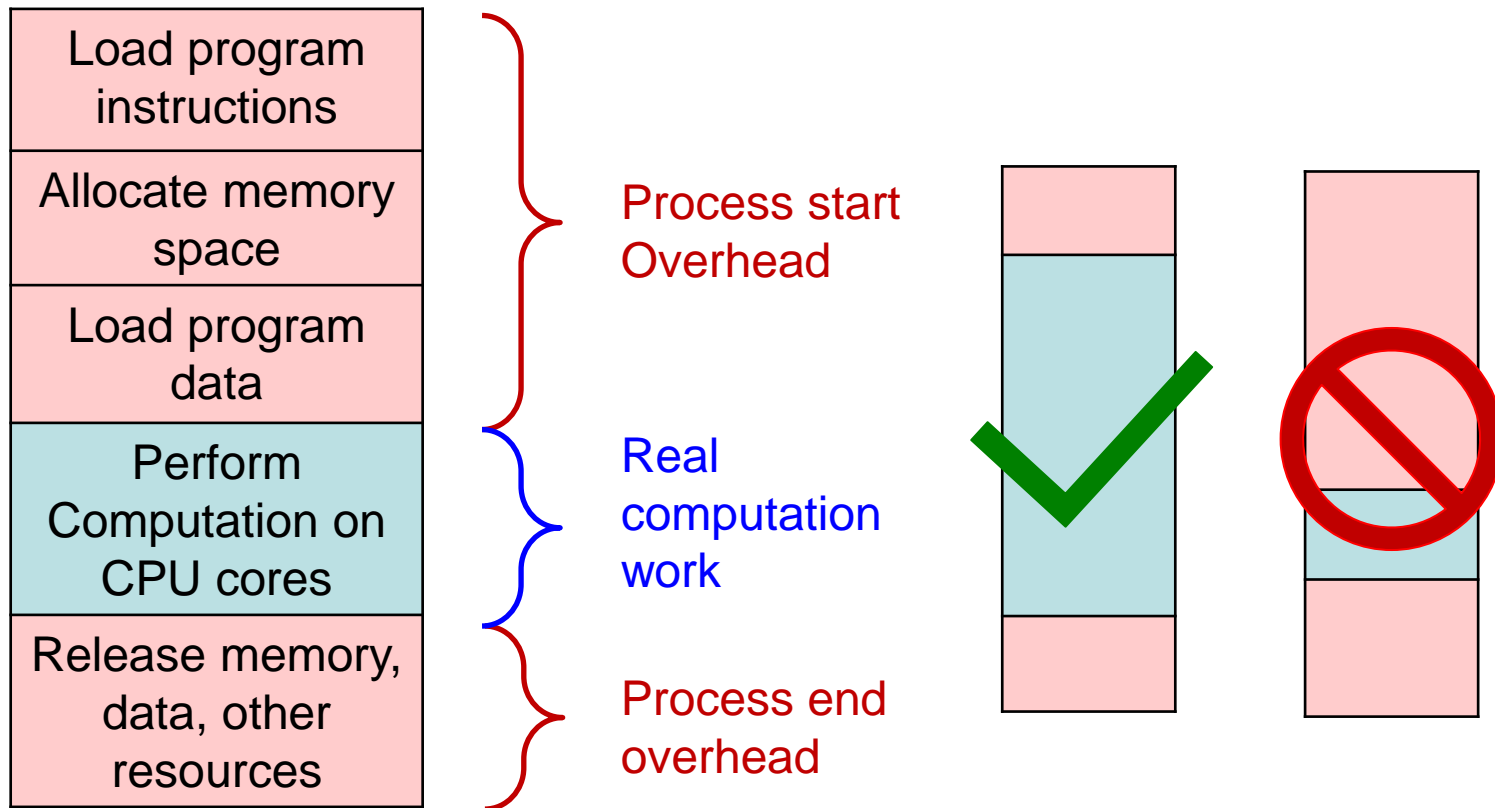 Load program
instructions
Allocate memory
space
Load program
data
Perform
Computation on
CPU cores
Release memory,
data, other
resources
Process start
Overhead
Real
computation
work
Process end
overhead